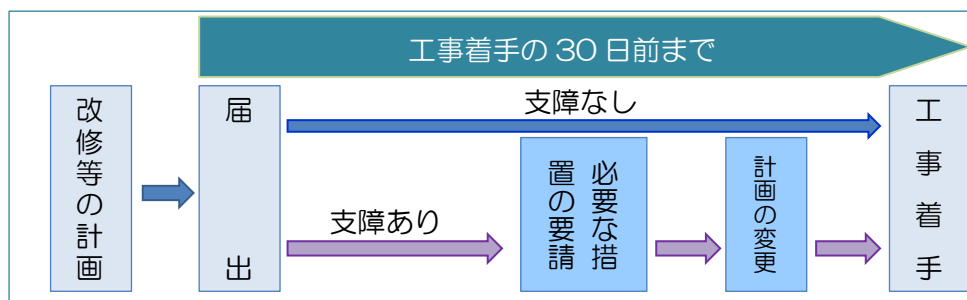 工事着手の30日前まで
改修等の計画
届出
支障なし
支障あり
必要な措
置の要請
計画の変更
工事着手